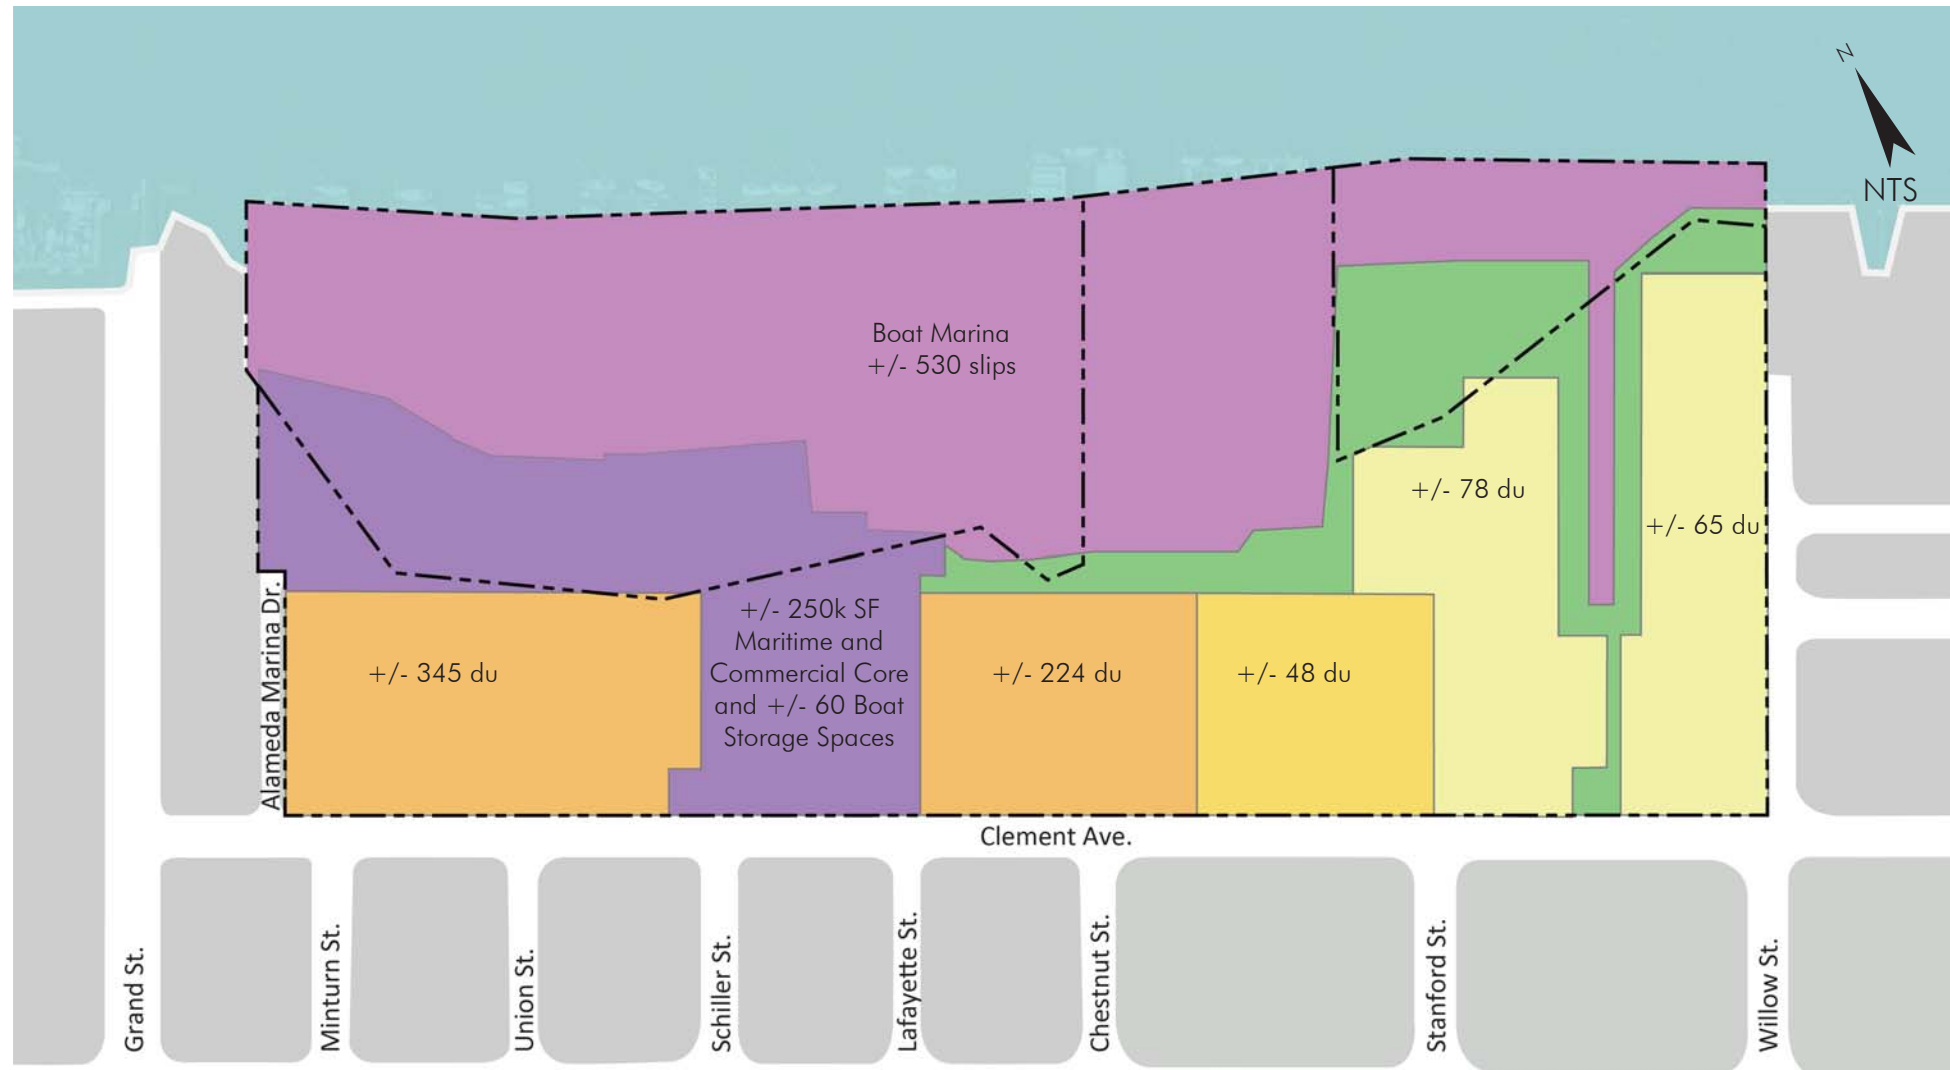 N
NTS
Boat Marina
+/- 530 slips
+/- 78 du
+/- 65 du
+/- 250k SF
Maritime and
Commercial Core
and +/- 60 Boat
Storage Spaces
+/- 345 du
+/- 224 du
+/- 48 du
Alameda Marina Dr.
Clement Ave.
Grand St.
Minturn St.
Union St.
Schiller St.
Lafayette St.
Chestnut St.
Stanford St.
Willow St.